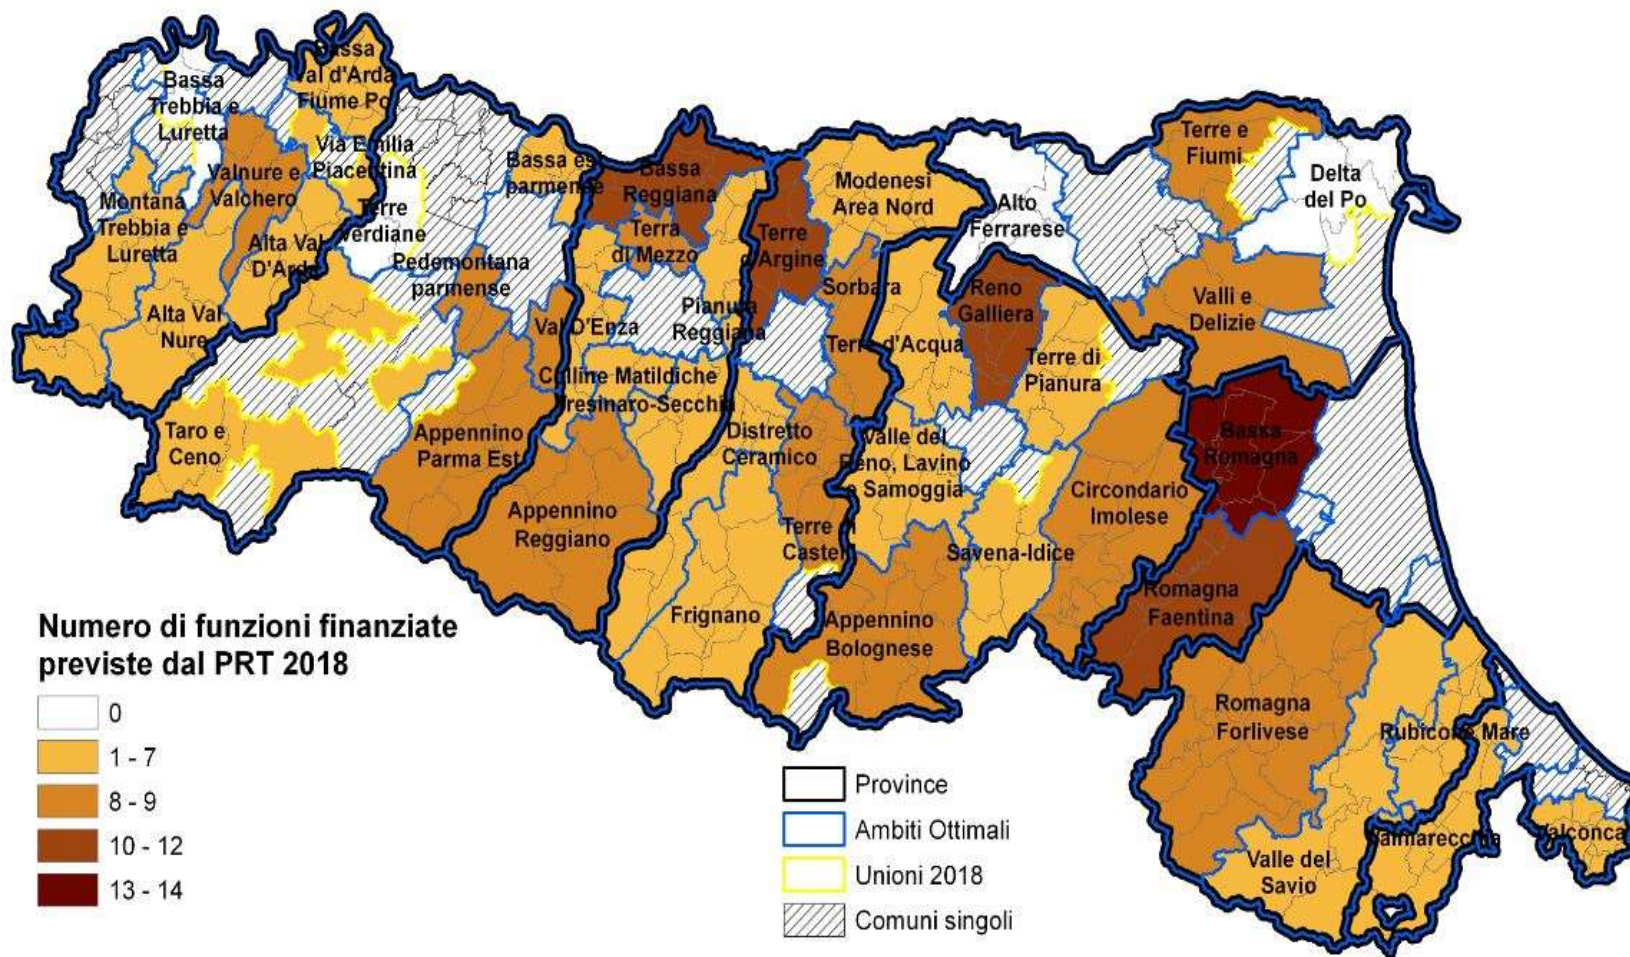 Bassa
Val d'Arda
Fiume Po
Bassa
Trebbia e
Luretta
Via Emilia
Piacentina
Valnure e
Valchero
Montana
Trebbia e
Luretta
Terre
Verdiane
Alta Val
D'Arda
Alta Val
Nure
Pedemontana
parmense
Bassa est
parmense
Bassa
Reggiana
Terra
di Mezzo
Terre
d'Argine
Modenesi
Area Nord
Alto
Ferrarese
Terre e
Fiumi
Delta
del Po
Sorbara
Reno
Galliera
Valli e
Delizie
Val D'Enza
Pianura
Reggiana
Terre d'Acqua
Terre di
Pianura
Colline Matildiche
Tresinaro-Secchia
Taro e
Ceno
Appennino
Parma Est
Distretto
Ceramico
Valle del
Reno, Lavino
e Samoggia
Bassa
Romagna
Circondario
Imolese
Appennino
Reggiano
Terre di
Castelli
Savena-Idice
Romagna
Faentina
Frignano
Appennino
Bolognese
Romagna
Forlivese
Rubicone Mare
Valmarecchia
Valconca
Valle del
Savio
Numero di funzioni finanziate
previste dal PRT 2018
0
1 - 7
8 - 9
10 - 12
13 - 14
Province
Ambiti Ottimali
Unioni 2018
Comuni singoli